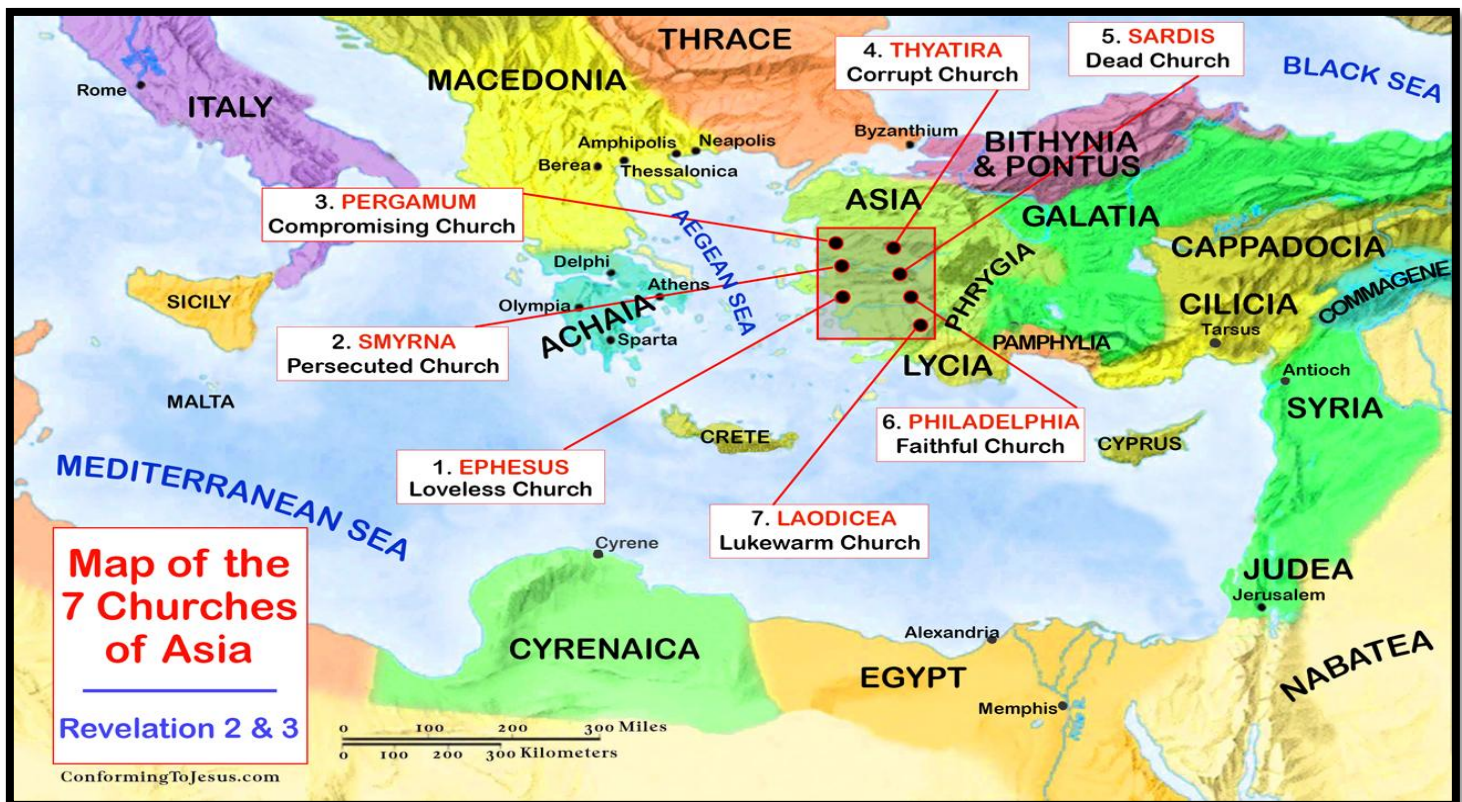 THRACE
4. THYATIRA
Corrupt Church
5. SARDIS
Dead Church
BLACK SEA
MACEDONIA
Rome
ITALY
Byzanthium
BITHYNIA
& PONTUS
Amphipolis
Neapolis
Berea
Thessalonica
3. PERGAMUM
Compromising Church
ASIA
GALATIA
AEGEAN SEA
CAPPADOCIA
PHRYGIA
COMMAGENE
Delphi
Athens
Olympia
ACHAIA
Sparta
SICILY
CILICIA
Tarsus
2. SMYRNA
Persecuted Church
PAMPHYLIA
LYCIA
Antioch
SYRIA
MALTA
CRETE
6. PHILADELPHIA
Faithful Church
CYPRUS
1. EPHESUS
Loveless Church
MEDITERRANEAN SEA
7. LAODICEA
Lukewarm Church
Cyrene
Map of the
7 Churches
of Asia
Revelation 2 & 3
JUDEA
Jerusalem
CYRENAICA
Alexandria
EGYPT
NABATEA
Memphis
0 100 200 300 Miles
0 100 200 300 Kilometers
ConformingToJesus.com